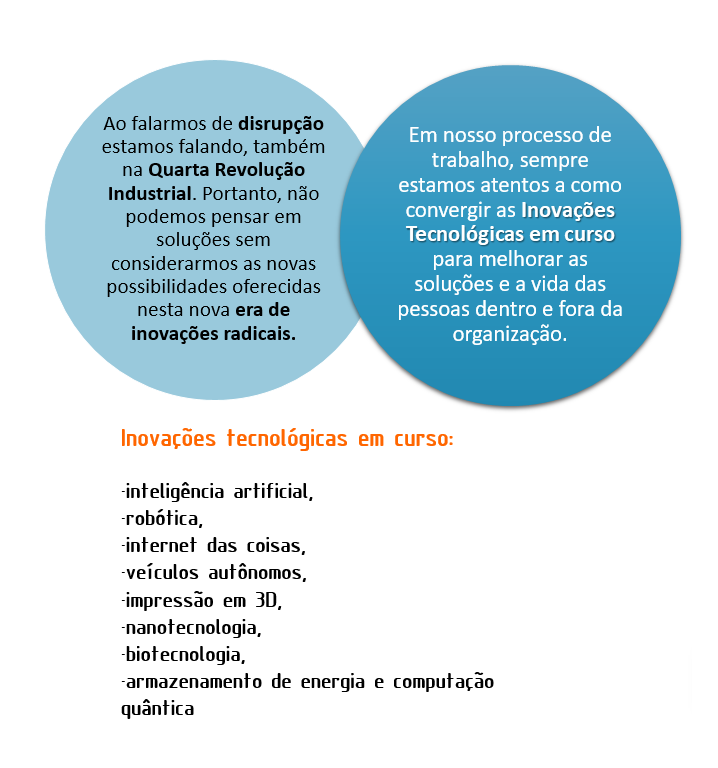 Ao falarmos de disrupção
estamos falando, também
na Quarta Revolução
Industrial. Portanto, não
podemos pensar em
soluções sem
considerarmos as novas
possibilidades oferecidas
nesta nova era de
inovações radicais.
Em nosso processo de
trabalho, sempre
estamos atentos a como
convergir as Inovações
Tecnológicas em curso
para melhorar as
soluções e a vida das
pessoas dentro e fora da
organização.
Inovações tecnológicas em curso:
-inteligência artificial,
-robótica,
-internet das coisas,
-veículos autônomos,
-impressão em 3D,
-nanotecnologia,
-biotecnologia,
-armazenamento de energia e computação
quântica